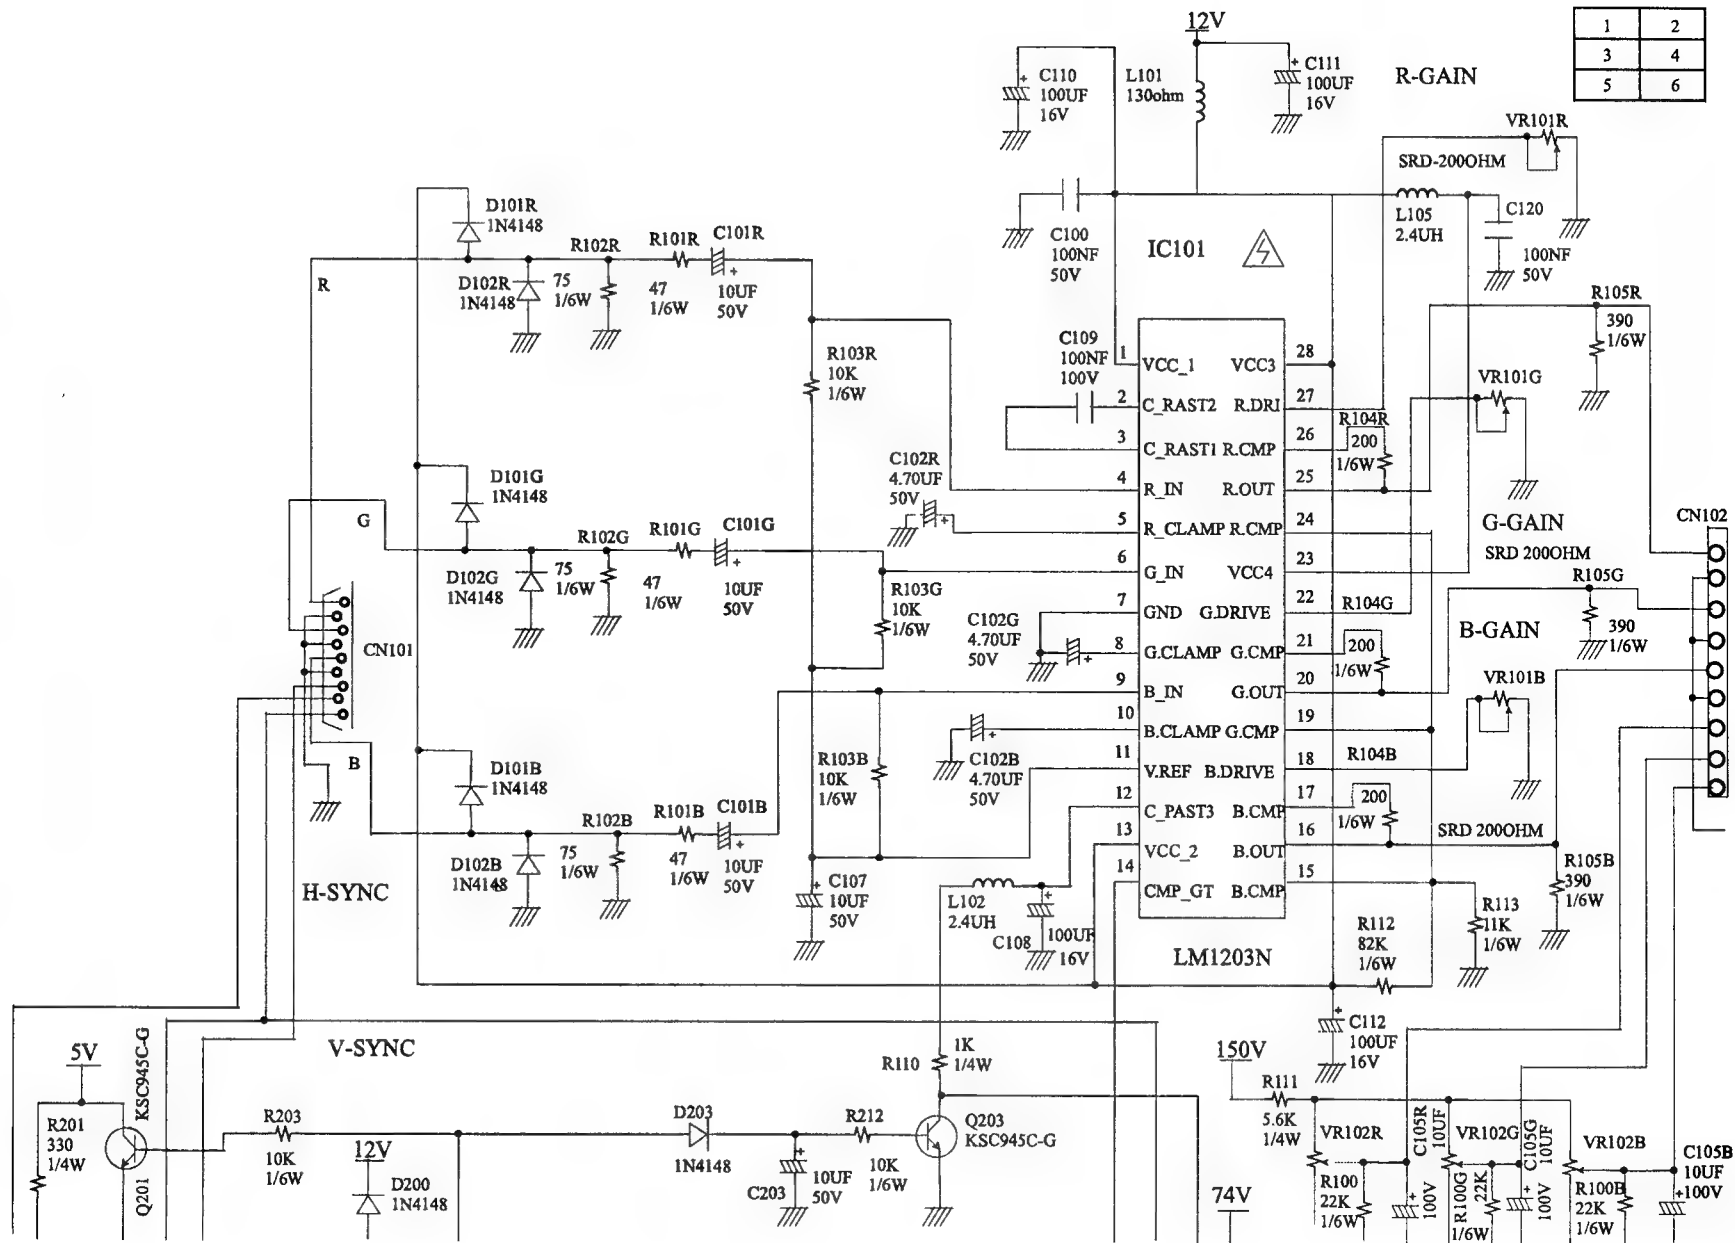 12V
1 2
3 4
5 6
C110
100UF
16V
L101
130ohm
C111
100UF
16V
R-GAIN
VR101R
SRD-200OHM
D101R
1N4148
R102R
R101R
C101R
R
D102R
1N4148
75
1/6W
47
1/6W
10UF
50V
C100
100NF
50V
IC101
L105
2.4UH
C120
100NF
50V
R105R
390
1/6W
R103R
10K
1/6W
C109
100NF
100V
1 VCC_1 VCC3 28
2 C_RAST2 R.DRI 27
3 C_RAST1 R.CMP 26
4 R_IN R.OUT 25
5 R_CLAMP R.CMP 24
6 G_IN VCC4 23
7 GND G.DRIVE 22
8 G.CLAMP G.CMP 21
9 B_IN G.OUT 20
10 B.CLAMP G.CMP 19
11 V.REF B.DRIVE 18
12 C_PAST3 B.CMP 17
13 VCC_2 B.OUT 16
14 CMP_GT B.CMP 15
LM1203N
VR101G
R104R
200
1/6W
C102R
4.70UF
50V
G-GAIN
SRD 200OHM
CN102
D101G
1N4148
G
R102G
R101G
C101G
D102G
1N4148
75
1/6W
47
1/6W
10UF
50V
R103G
10K
1/6W
C102G
4.70UF
50V
R104G
200
1/6W
R105G
390
1/6W
B-GAIN
VR101B
CN101
B
D101B
1N4148
R102B
R101B
C101B
D102B
1N4148
75
1/6W
47
1/6W
10UF
50V
R103B
10K
1/6W
C102B
4.70UF
50V
R104B
200
1/6W
SRD 200OHM
R105B
390
1/6W
H-SYNC
C107
10UF
50V
L102
2.4UH
C108
100UF
16V
R112
82K
1/6W
R113
11K
1/6W
C112
100UF
16V
V-SYNC
5V
KSC945C-G
R201
330
1/4W
Q201
R203
10K
1/6W
12V
D200
1N4148
D203
1N4148
C203
10UF
50V
R212
10K
1/6W
R110
1K
1/4W
Q203
KSC945C-G
150V
R111
5.6K
1/4W
74V
VR102R
R100
22K
1/6W
C105R
10UF
100V
VR102G
R100G
22K
1/6W
C105G
10UF
100V
VR102B
R100B
22K
1/6W
C105B
10UF
100V